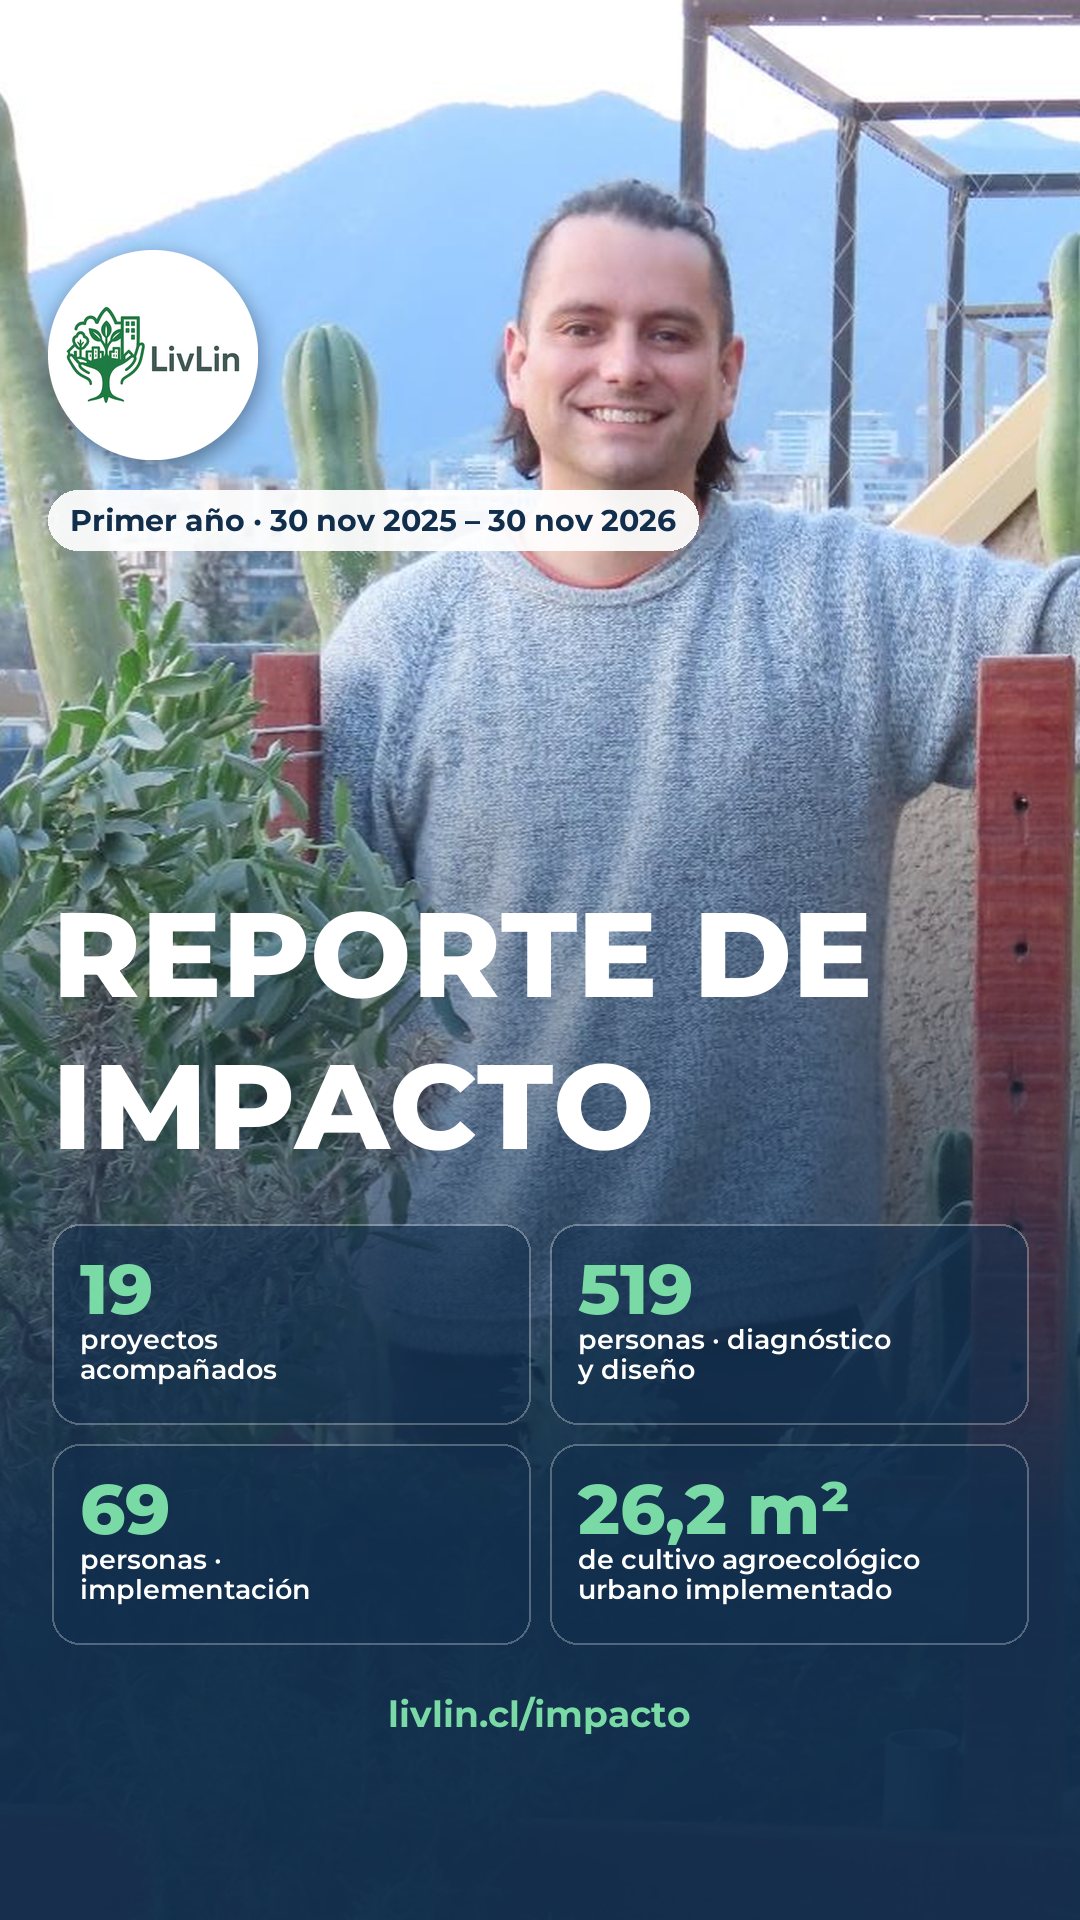 LivLin
Primer año · 30 nov 2025 – 30 nov 2026
REPORTE DE
IMPACTO
19
proyectos
acompañados
519
personas · diagnóstico
y diseño
69
personas ·
implementación
26,2 m²
de cultivo agroecológico
urbano implementado
livlin.cl/impacto